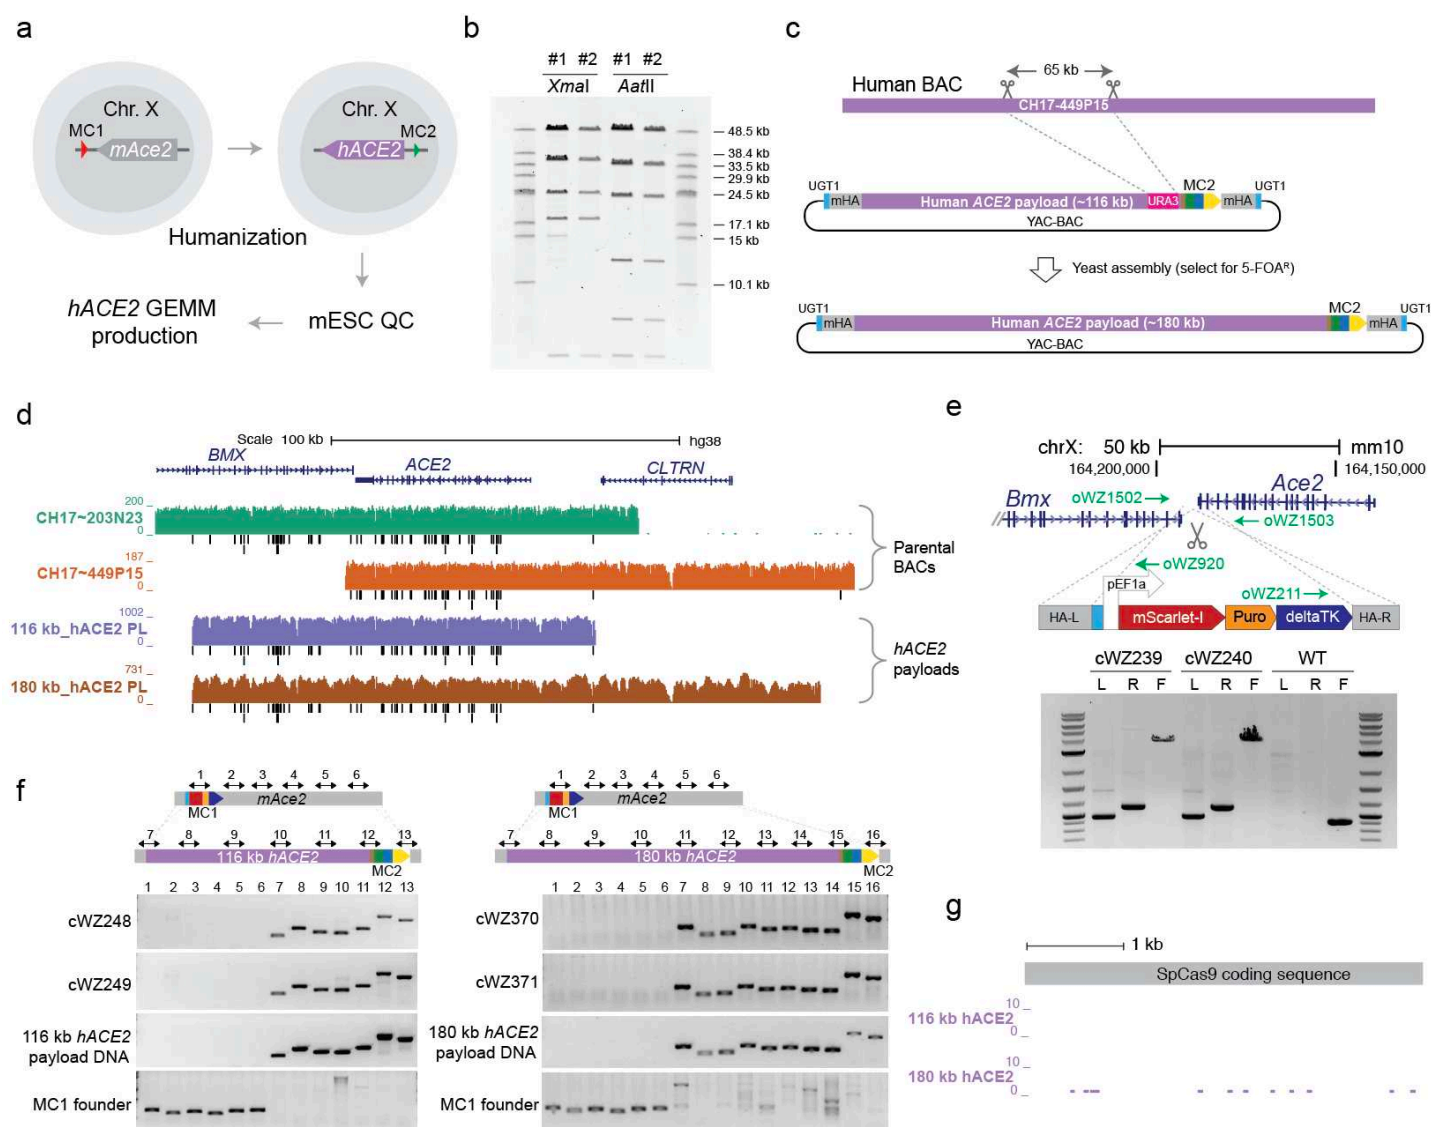 a
Chr. X
MC1
mAce2
Chr. X
MC2
hACE2
Humanization
hACE2 GEMM
production
mESC QC
b
#1 #2 #1 #2
XmaI AatII
48.5 kb
38.4 kb
33.5 kb
29.9 kb
24.5 kb
17.1 kb
15 kb
10.1 kb
c
65 kb
Human BAC
CH17-449P15
UGT1
mHA
Human ACE2 payload (~116 kb)
URA3
MC2
mHA
UGT1
YAC-BAC
Yeast assembly (select for 5-FOAᴿ)
UGT1
mHA
Human ACE2 payload (~180 kb)
MC2
mHA
UGT1
YAC-BAC
d
Scale 100 kb hg38
BMX
ACE2
CLTRN
200
CH17~203N23
0
187
CH17~449P15
0
1002
116 kb_hACE2 PL
0
731
180 kb_hACE2 PL
0
Parental
BACs
hACE2
payloads
e
chrX: 50 kb mm10
164,200,000 164,150,000
Ace2
Bmx
oWZ1502
oWZ1503
oWZ920
pEF1a
oWZ211
HA-L mScarlet-I Puro deltaTK HA-R
cWZ239 cWZ240 WT
L R F L R F L R F
f
1 2 3 4 5 6
mAce2
MC1
7 8 9 10 11 12 13
116 kb hACE2
MC2
1 2 3 4 5 6 7 8 9 10 11 12 13
cWZ248
cWZ249
116 kb hACE2
payload DNA
MC1 founder
1 2 3 4 5 6
mAce2
MC1
7 8 9 10 11 12 13 14 15 16
180 kb hACE2
MC2
1 2 3 4 5 6 7 8 9 10 11 12 13 14 15 16
cWZ370
cWZ371
180 kb hACE2
payload DNA
MC1 founder
g
1 kb
SpCas9 coding sequence
10
116 kb hACE2
0
10
180 kb hACE2
0